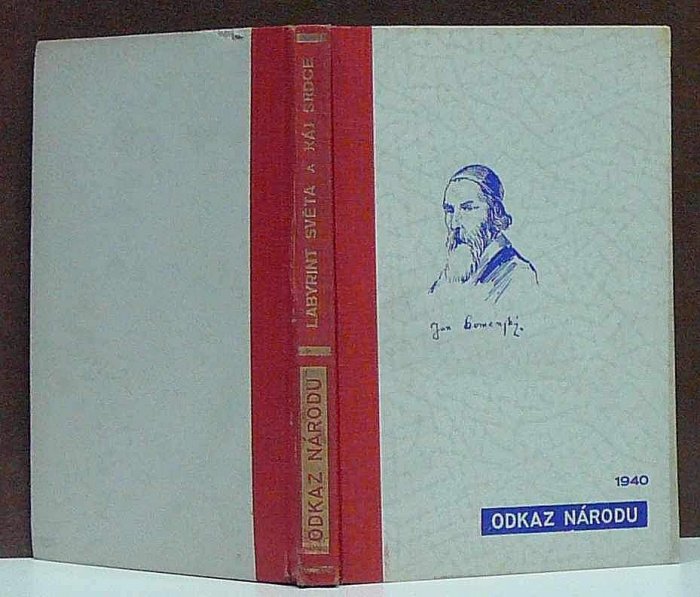 LABYRINT SVĚTA A RÁJ SRDCE
ODKAZ NÁRODU
Jan Komenský.
1940
ODKAZ NÁRODU